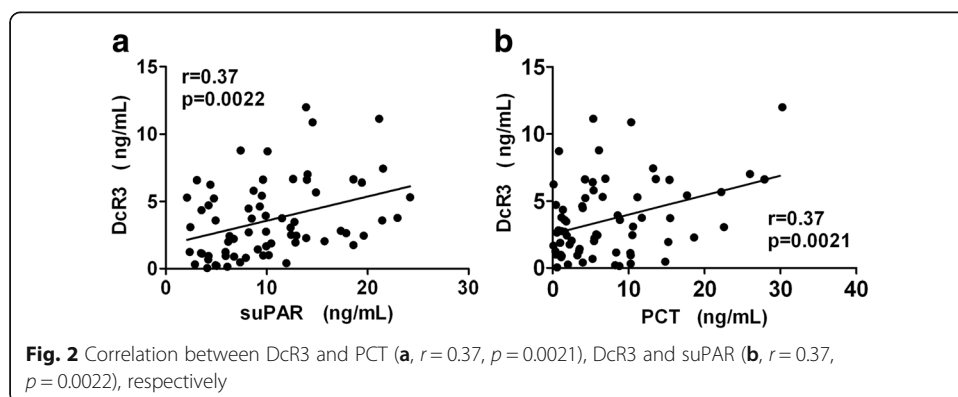 a
r=0.37
p=0.0022
DcR3 ( ng/mL)
15
10
5
0
0 10 20 30
suPAR (ng/mL)
b
DcR3 ( ng/mL)
15
10
5
0
r=0.37
p=0.0021
0 10 20 30 40
PCT (ng/mL)
Fig. 2 Correlation between DcR3 and PCT (a, r = 0.37, p = 0.0021), DcR3 and suPAR (b, r = 0.37,
p = 0.0022), respectively